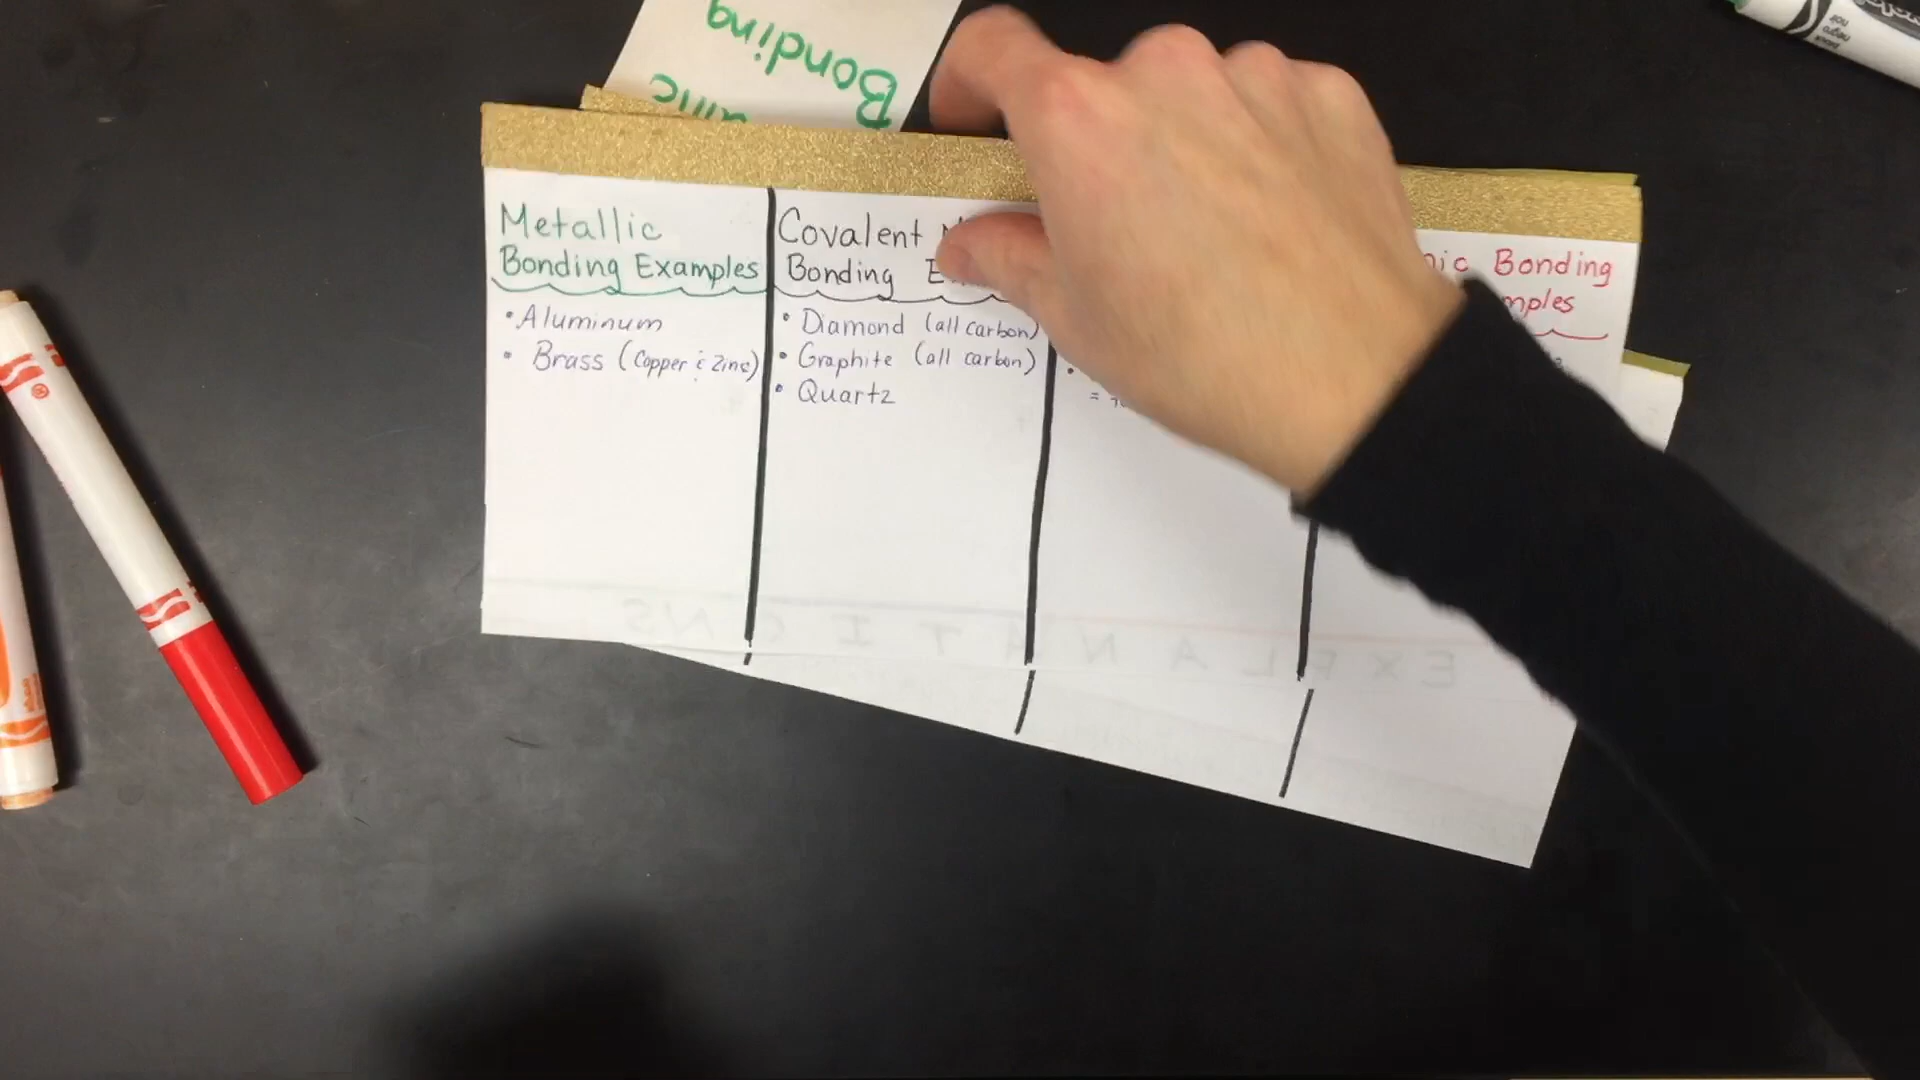 Bonding
Metallic
Bonding Examples
• Aluminum
• Brass (Copper & Zinc)
Covalent
Bonding
• Diamond (all carbon)
• Graphite (all carbon)
• Quartz
Bonding
EXPLANATIONS